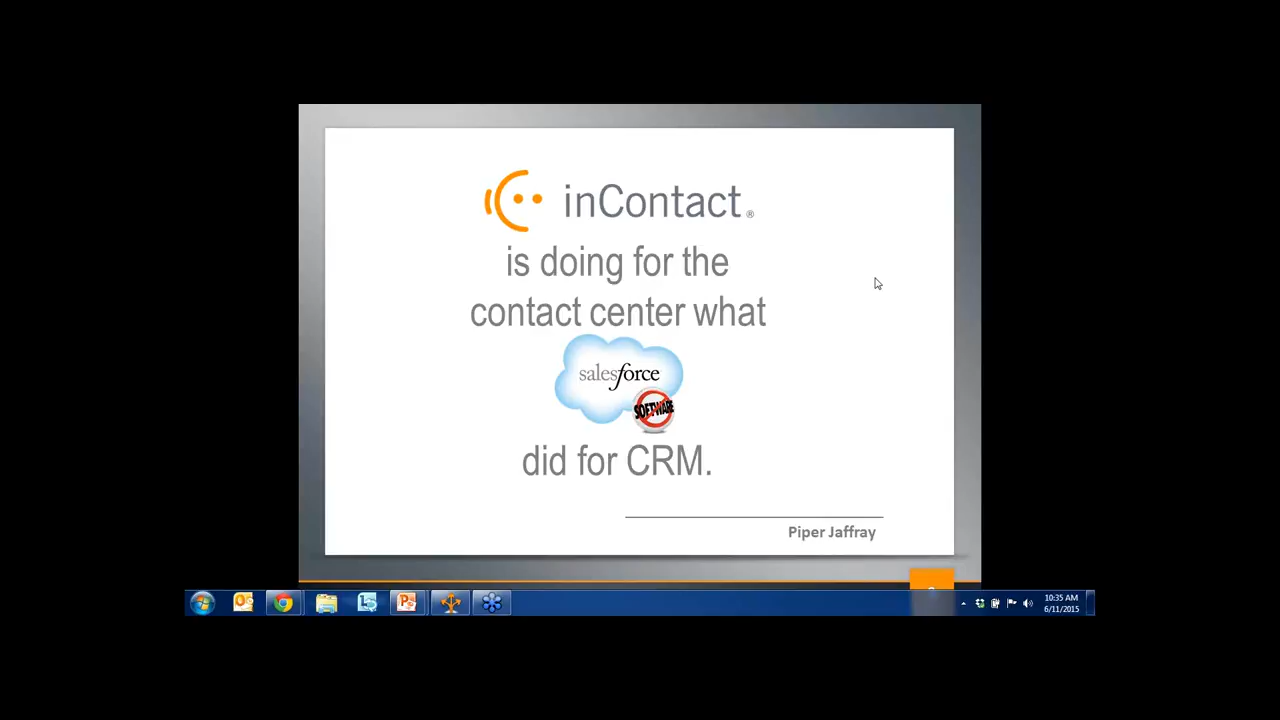 inContact®
is doing for the
contact center what
salesforce
SOFTWARE
did for CRM.
Piper Jaffray
10:35 AM
6/11/2015